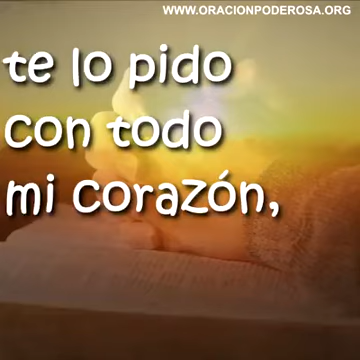 WWW.ORACIONPODEROSA.ORG
te lo pido
con todo
mi corazón,